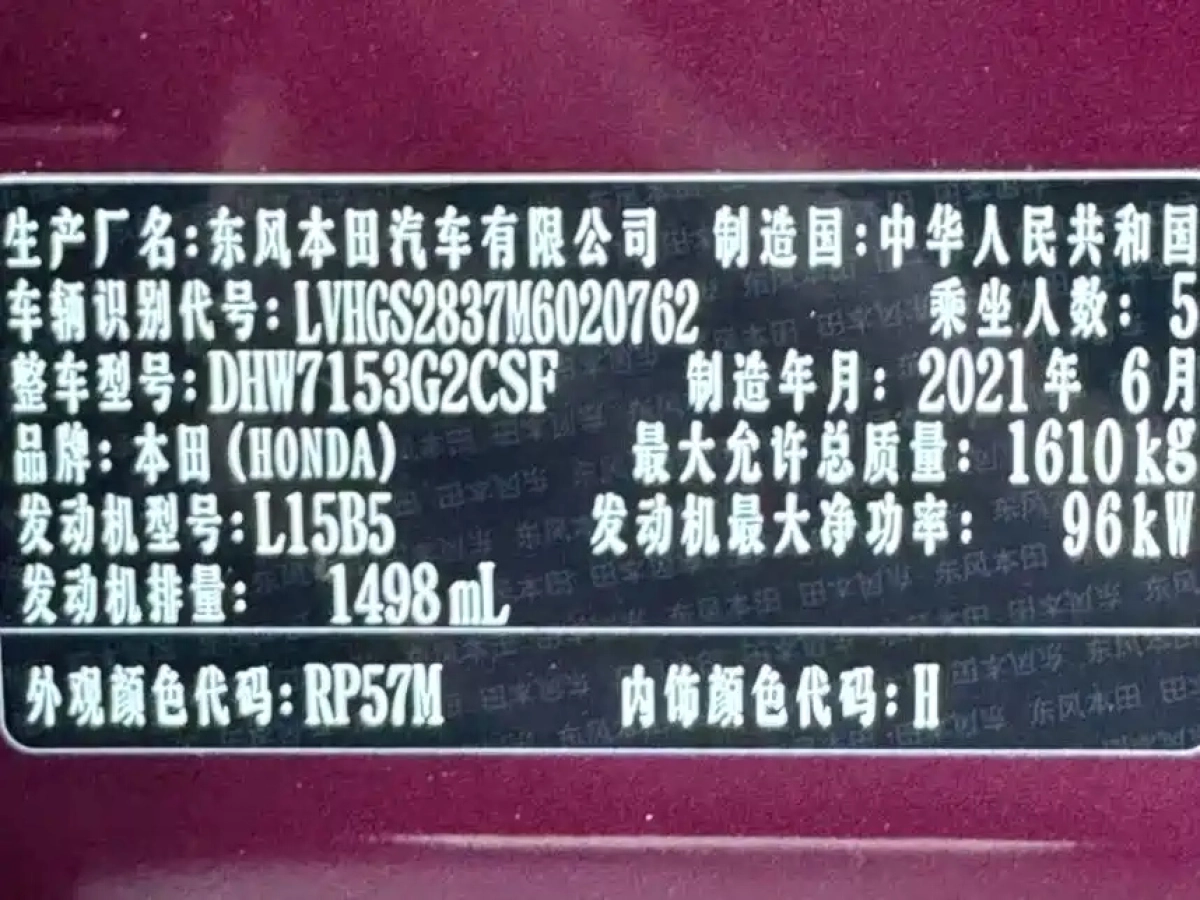 生产厂名:东风本田汽车有限公司 制造国:中华人民共和国
车辆识别代号:LVHGS2837M6020762 乘坐人数:5
整车型号:DHW7153G2CSF 制造年月:2021年 6月
品牌:本田(HONDA) 最大允许总质量:1610kg
发动机型号:L15B5 发动机最大净功率: 96kW
发动机排量: 1498mL
外观颜色代码:RP57M 内饰颜色代码:H